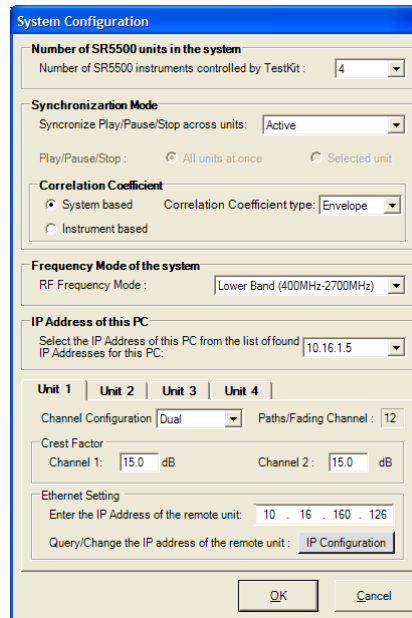 System Configuration
Number of SR5500 units in the system
Number of SR5500 instruments controlled by TestKit : 4
Synchronizartion Mode
Syncronize Play/Pause/Stop across units: Active
Play/Pause/Stop : All units at once Selected unit
Correlation Coefficient
System based Correlation Coefficient type: Envelope
Instrument based
Frequency Mode of the system
RF Frequency Mode : Lower Band (400MHz-2700MHz)
IP Address of this PC
Select the IP Address of this PC from the list of found
IP Addresses for this PC: 10.16.1.5
Unit 1 Unit 2 Unit 3 Unit 4
Channel Configuration Dual Paths/Fading Channel : 12
Crest Factor
Channel 1: 15.0 dB Channel 2 : 15.0 dB
Ethernet Setting
Enter the IP Address of the remote unit: 10 . 16 . 160 . 126
Query/Change the IP address of the remote unit : IP Configuration
OK Cancel